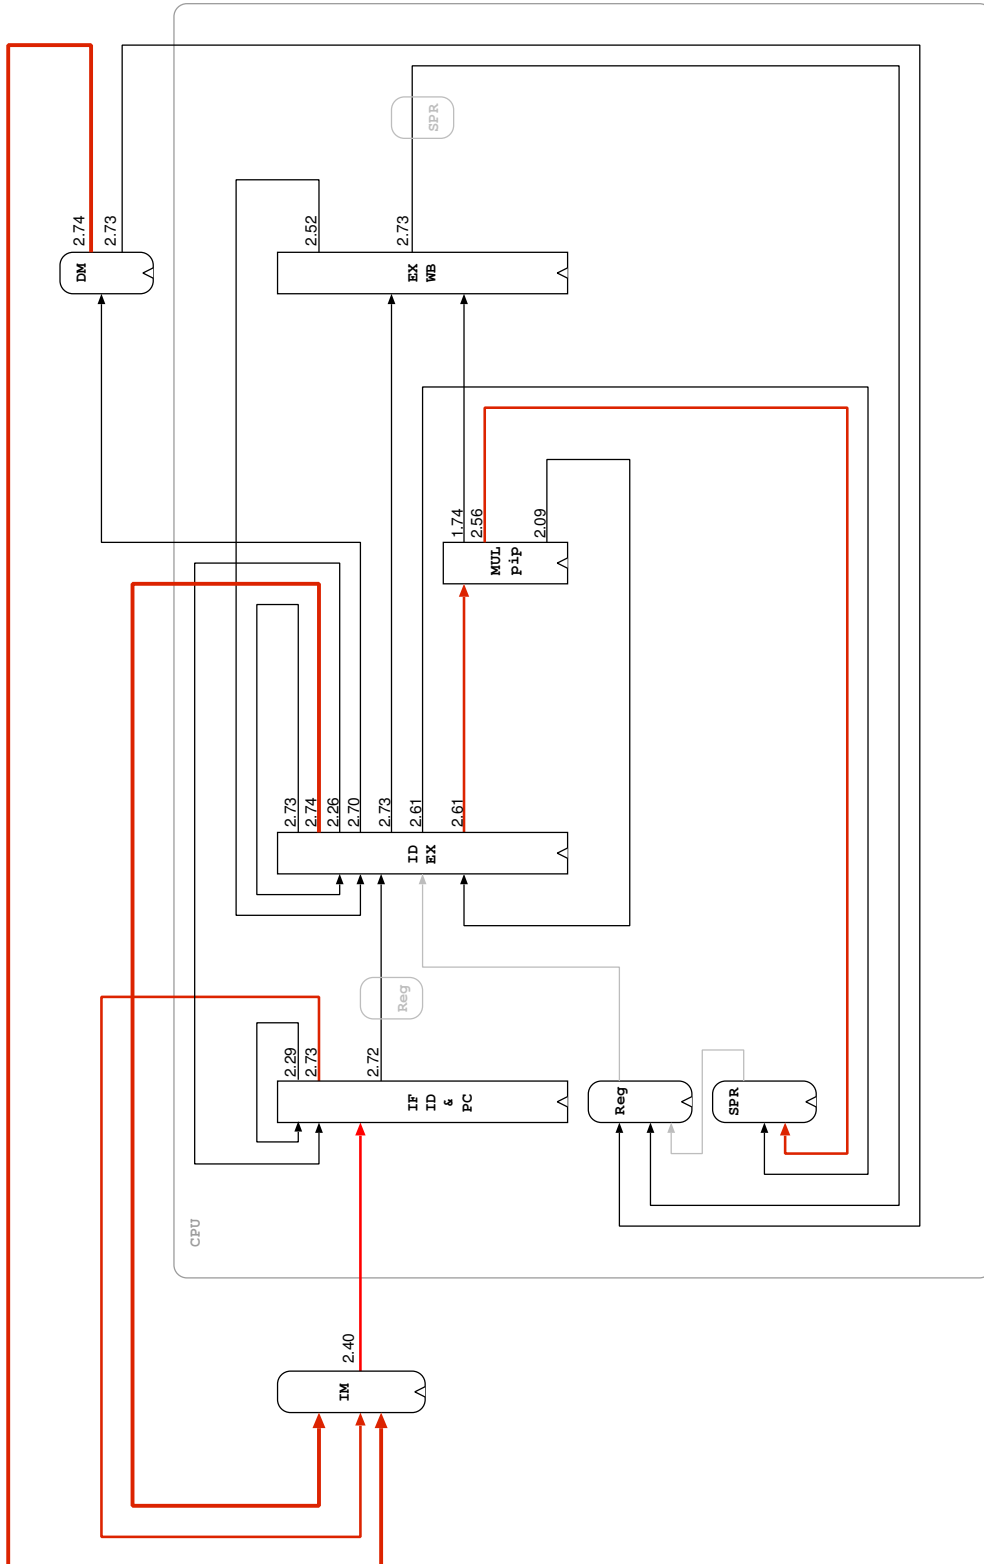 SPR
2.74
2.73
2.52
2.73
DM
EX
WB
1.74
2.56
2.09
MUL
pip
2.73
2.74
2.26
2.70
2.73
2.61
2.61
ID
EX
Reg
2.29
2.73
2.72
IF
ID
&
PC
Reg
SPR
CPU
2.40
IM